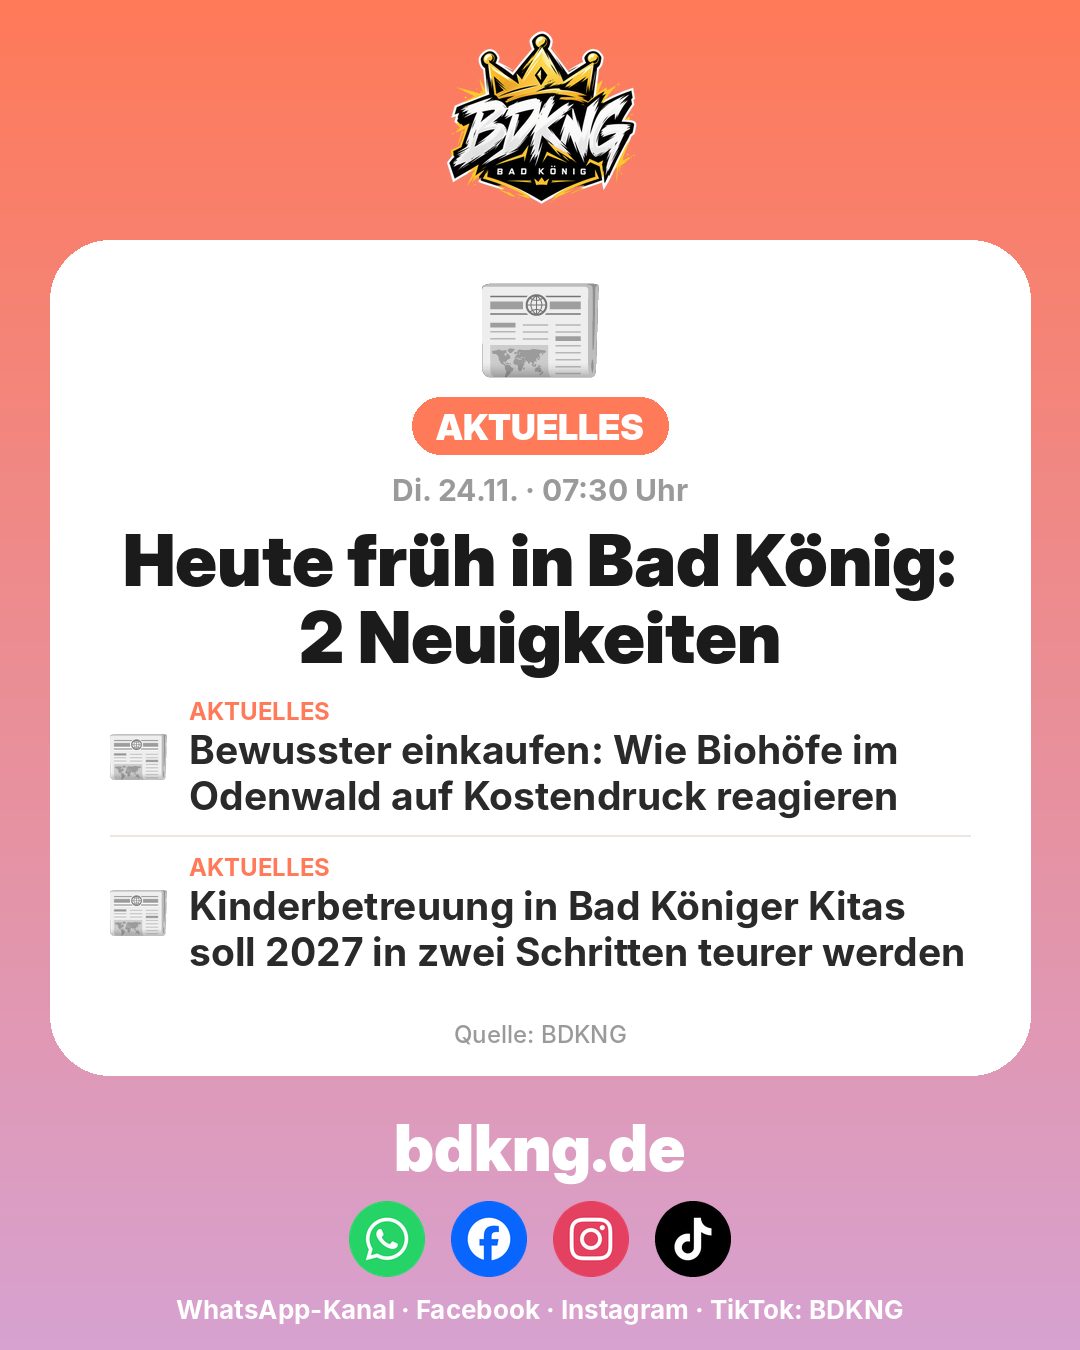 BDKNG
BAD KÖNIG
AKTUELLES
Di. 24.11. · 07:30 Uhr
Heute früh in Bad König:
2 Neuigkeiten
AKTUELLES
Bewusster einkaufen: Wie Biohöfe im
Odenwald auf Kostendruck reagieren
AKTUELLES
Kinderbetreuung in Bad Königer Kitas
soll 2027 in zwei Schritten teurer werden
Quelle: BDKNG
bdkng.de
WhatsApp-Kanal · Facebook · Instagram · TikTok: BDKNG